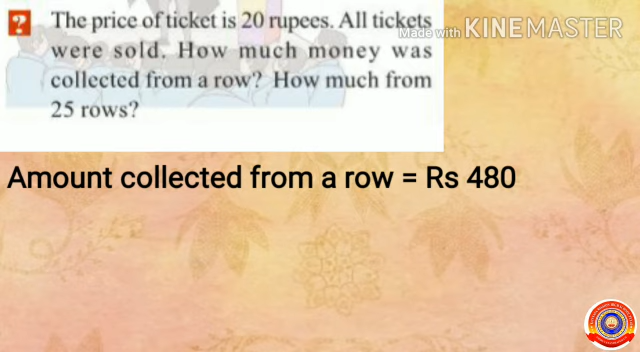 ? The price of ticket is 20 rupees. All tickets
Made with KINEMASTER
were sold. How much money was
collected from a row? How much from
25 rows?
Amount collected from a row = Rs 480